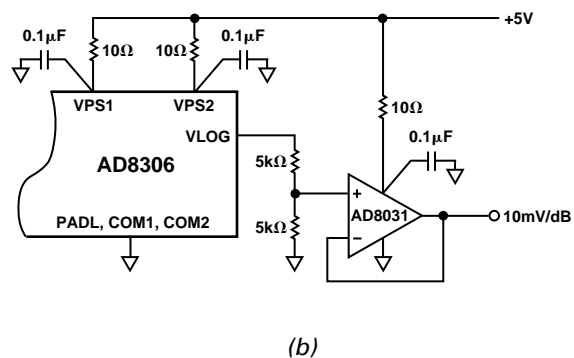 +5V
0.1µF
10Ω
10Ω
0.1µF
10Ω
VPS1
VPS2
0.1µF
VLOG
AD8306
5kΩ
+
AD8031
10mV/dB
PADL, COM1, COM2
5kΩ
–
(b)